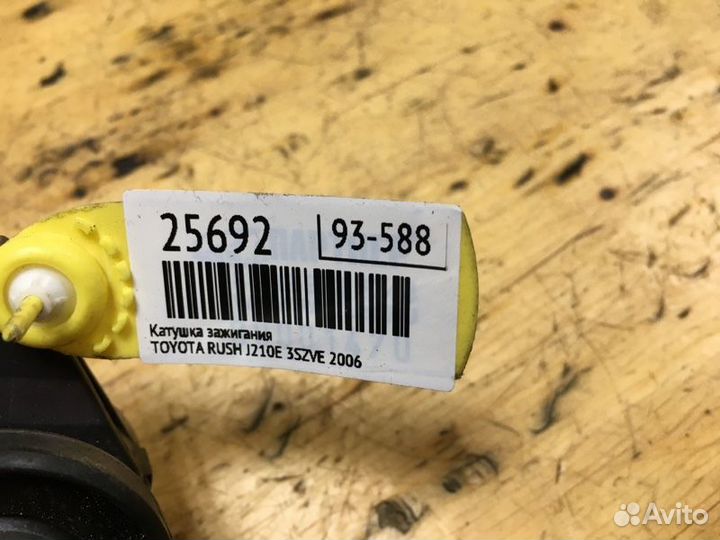 25692 93-588
Катушка зажигания
TOYOTA RUSH J210E 3SZVE 2006
Avito